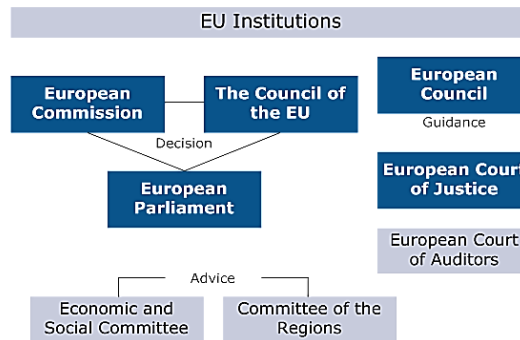 EU Institutions
European
Commission
The Council of
the EU
Decision
European
Parliament
European
Council
Guidance
European Court
of Justice
European Court
of Auditors
Advice
Economic and
Social Committee
Committee of the
Regions